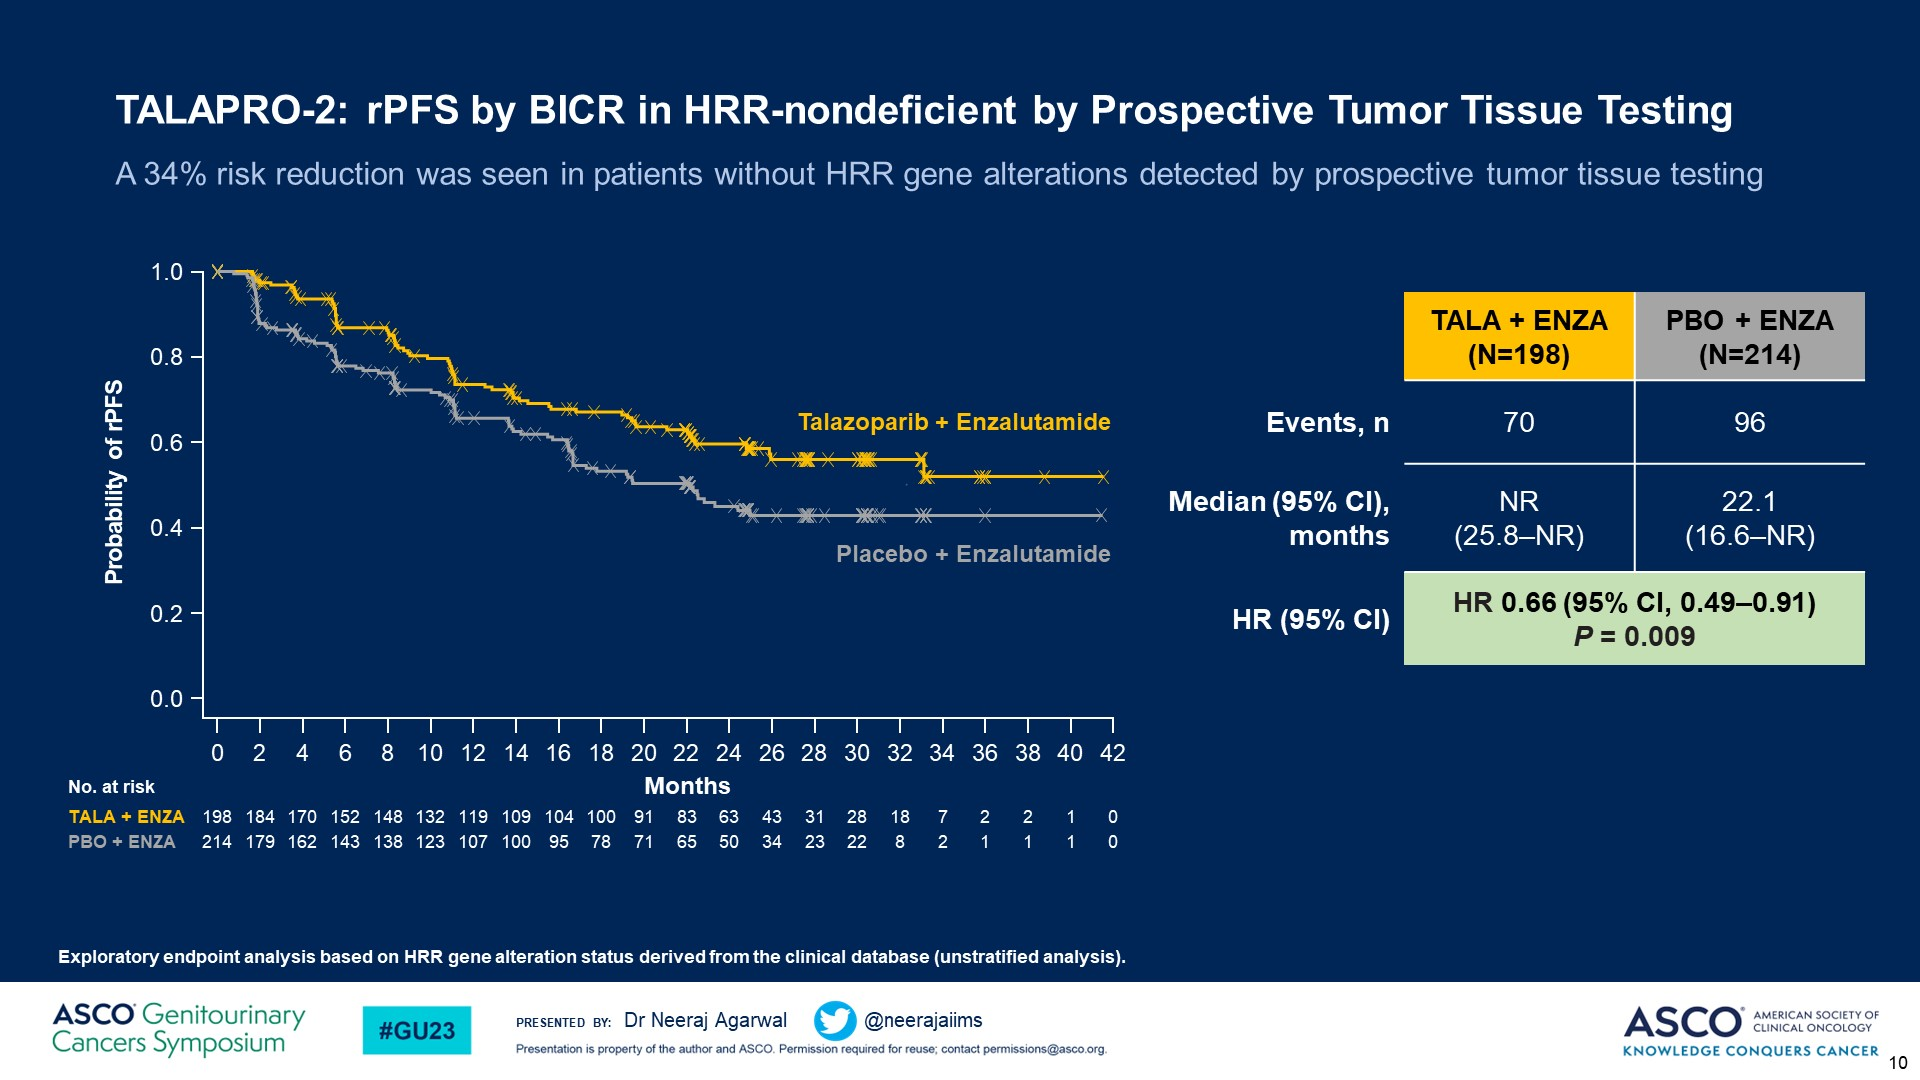 TALAPRO-2: rPFS by BICR in HRR-nondeficient by Prospective Tumor Tissue Testing
A 34% risk reduction was seen in patients without HRR gene alterations detected by prospective tumor tissue testing
Probability of rPFS
1.0
0.8
0.6
0.4
0.2
0.0
Talazoparib + Enzalutamide
Placebo + Enzalutamide
0 2 4 6 8 10 12 14 16 18 20 22 24 26 28 30 32 34 36 38 40 42
Months
No. at risk
TALA + ENZA 198 184 170 152 148 132 119 109 104 100 91 83 63 43 31 28 18 7 2 2 1 0
PBO + ENZA 214 179 162 143 138 123 107 100 95 78 71 65 50 34 23 22 8 2 1 1 1 0
TALA + ENZA PBO + ENZA
(N=198) (N=214)
Events, n 70 96
Median (95% CI), NR 22.1
months (25.8–NR) (16.6–NR)
HR (95% CI) HR 0.66 (95% CI, 0.49–0.91)
P = 0.009
Exploratory endpoint analysis based on HRR gene alteration status derived from the clinical database (unstratified analysis).
ASCO® Genitourinary
Cancers Symposium
#GU23
PRESENTED BY: Dr Neeraj Agarwal @neerajaiims
Presentation is property of the author and ASCO. Permission required for reuse; contact permissions@asco.org.
ASCO® AMERICAN SOCIETY OF
CLINICAL ONCOLOGY
KNOWLEDGE CONQUERS CANCER
10